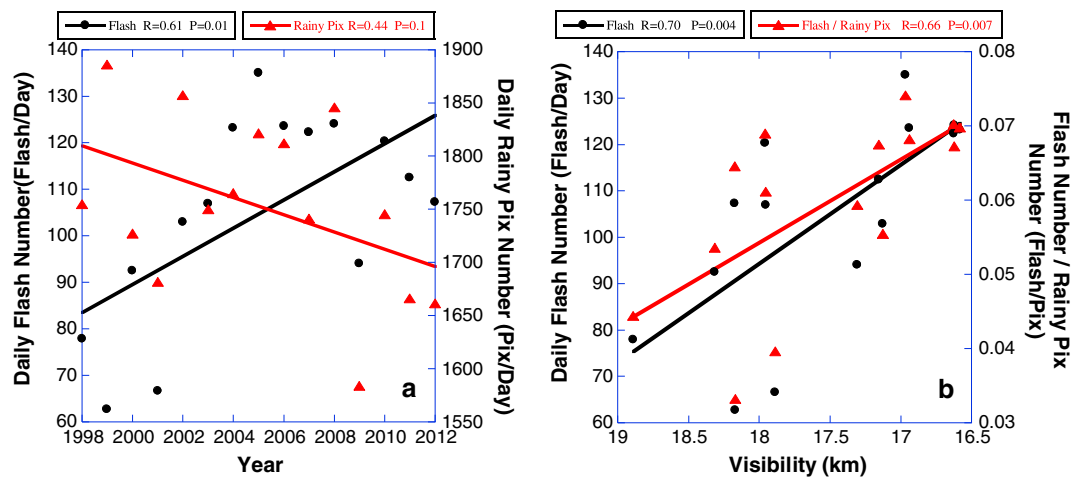 Flash R=0.61 P=0.01
Rainy Pix R=0.44 P=0.1
Daily Flash Number(Flash/Day)
140
130
120
110
100
90
80
70
60
1998 2000 2002 2004 2006 2008 2010 2012
Year
1900
1850
1800
1750
1700
1650
1600
1550
Daily Rainy Pix Number (Pix/Day)
a
Flash R=0.70 P=0.004
Flash / Rainy Pix R=0.66 P=0.007
Daily Flash Number (Flash/Day)
140
130
120
110
100
90
80
70
60
19 18.5 18 17.5 17 16.5
Visibility (km)
0.08
0.07
0.06
0.05
0.04
0.03
Flash Number / Rainy Pix
Number (Flash/Pix)
b